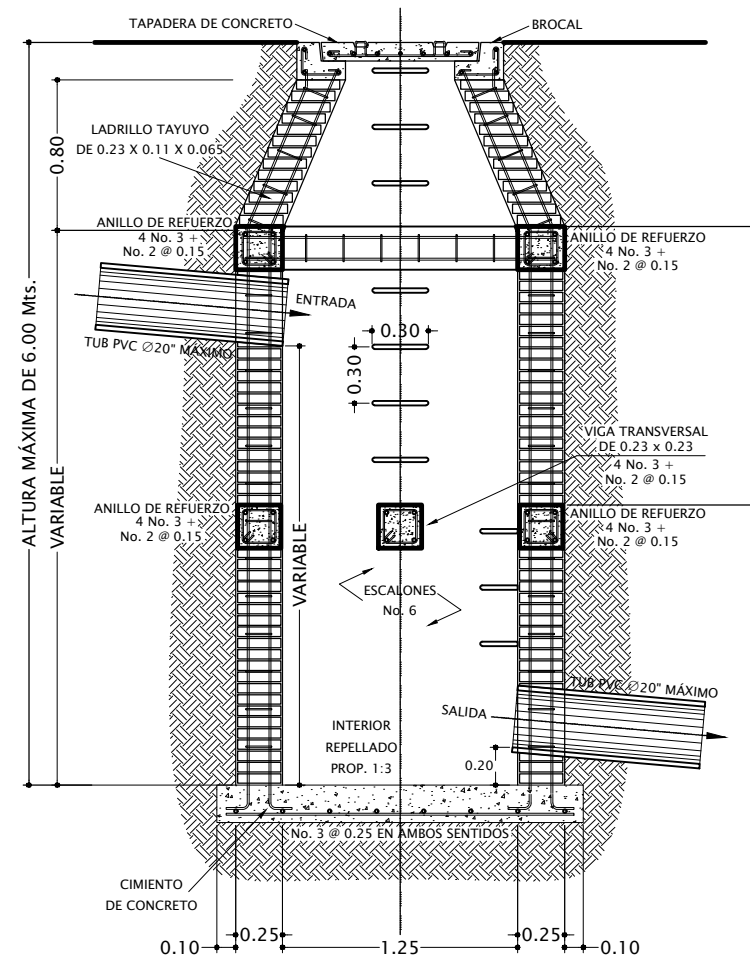 TAPADERA DE CONCRETO
BROCAL
LADRILLO TAYUYO
DE 0.23 X 0.11 X 0.065
0.80
ANILLO DE REFUERZO
4 No. 3 +
No. 2 @ 0.15
ANILLO DE REFUERZO
4 No. 3 +
No. 2 @ 0.15
ENTRADA
TUB PVC ∅20" MÁXIMO
0.30
0.30
ALTURA MÁXIMA DE 6.00 Mts.
VARIABLE
VARIABLE
VIGA TRANSVERSAL
DE 0.23 x 0.23
4 No. 3 +
No. 2 @ 0.15
ANILLO DE REFUERZO
4 No. 3 +
No. 2 @ 0.15
ANILLO DE REFUERZO
4 No. 3 +
No. 2 @ 0.15
ESCALONES
No. 6
TUB PVC ∅20" MÁXIMO
SALIDA
INTERIOR
REPELLADO
PROP. 1:3
0.20
No. 3 @ 0.25 EN AMBOS SENTIDOS
CIMIENTO
DE CONCRETO
0.25
0.25
0.10
1.25
0.10